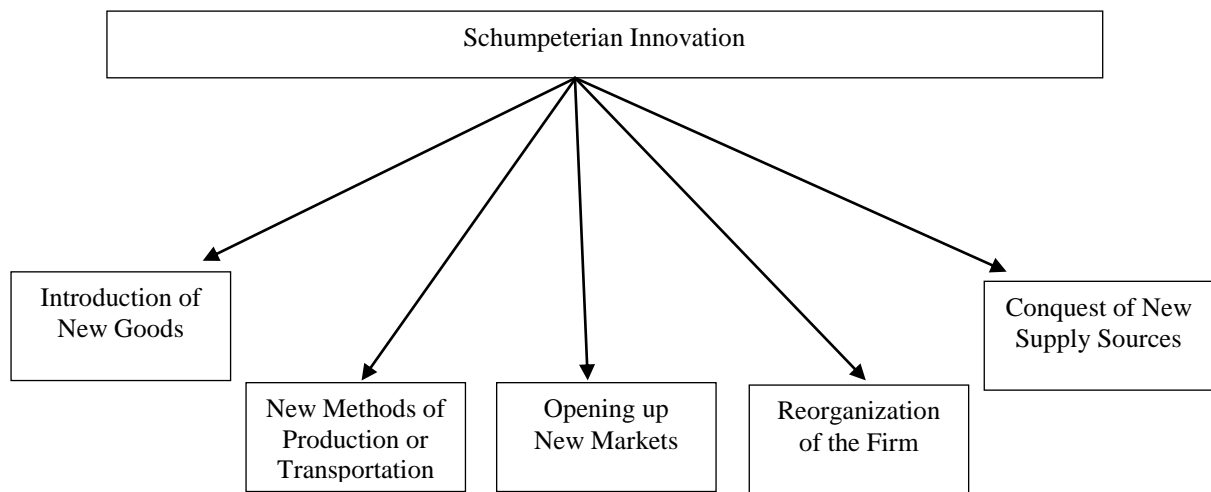 Schumpeterian Innovation
Introduction of
New Goods
New Methods of
Production or
Transportation
Opening up
New Markets
Reorganization
of the Firm
Conquest of New
Supply Sources